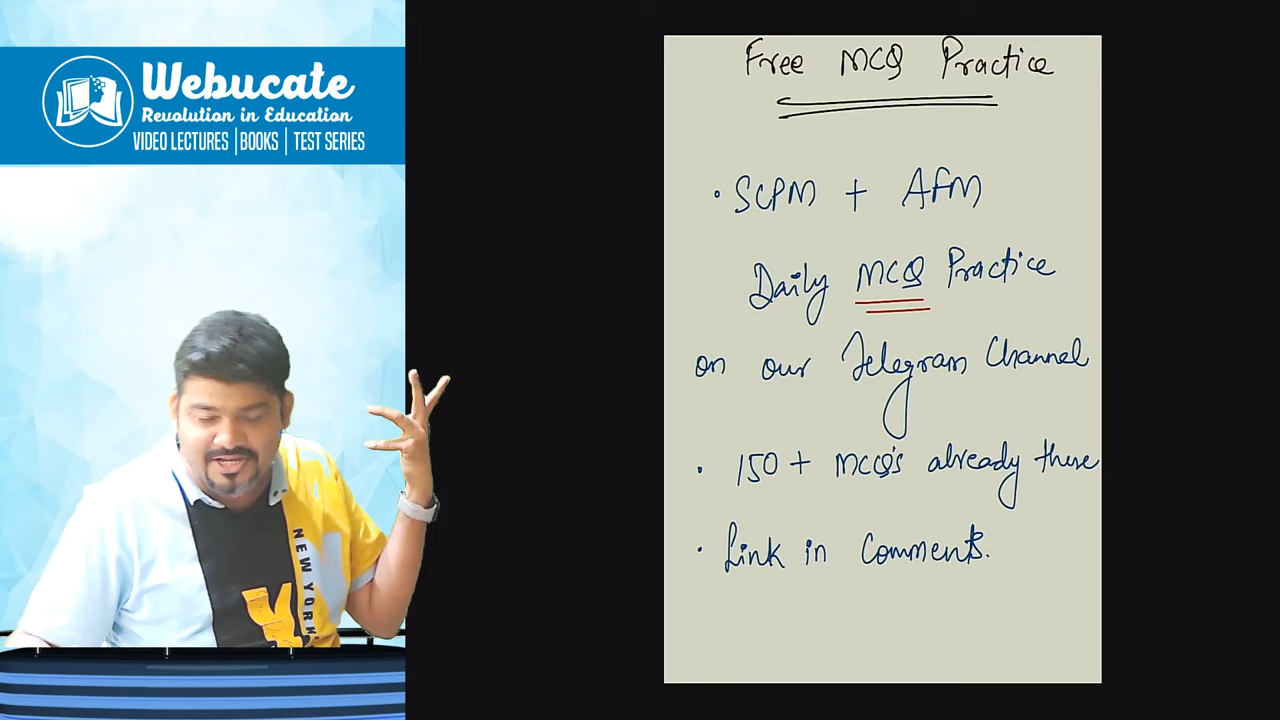 Webucate
Revolution in Education
VIDEO LECTURES | BOOKS | TEST SERIES
Free MCQ Practice
• SCPM + AFM
Daily MCQ Practice
on our Telegram Channel
• 150+ MCQ's already there
• Link in Comments.
NEW YORK